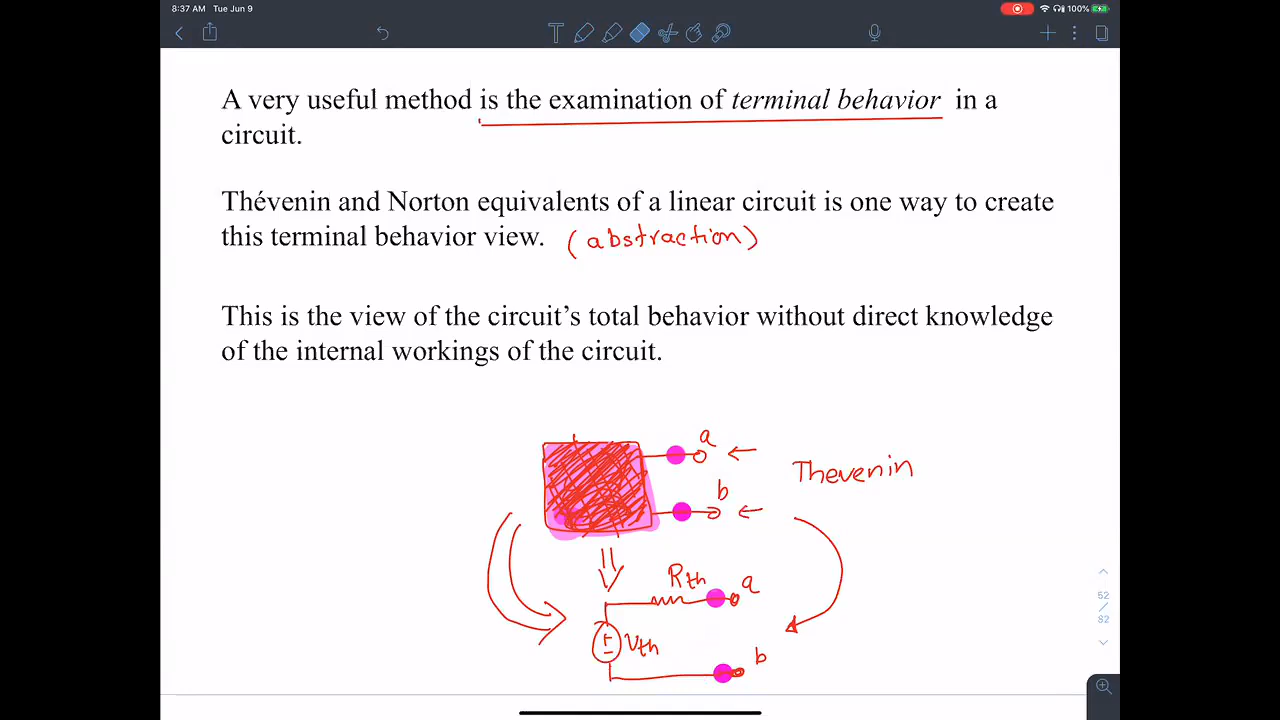 8:37 AM Tue Jun 9
100%
A very useful method is the examination of terminal behavior in a
circuit.
Thévenin and Norton equivalents of a linear circuit is one way to create
this terminal behavior view. (abstraction)
This is the view of the circuit's total behavior without direct knowledge
of the internal workings of the circuit.
a
Thevenin
b
Rth
a
Vth
b
52
/
82